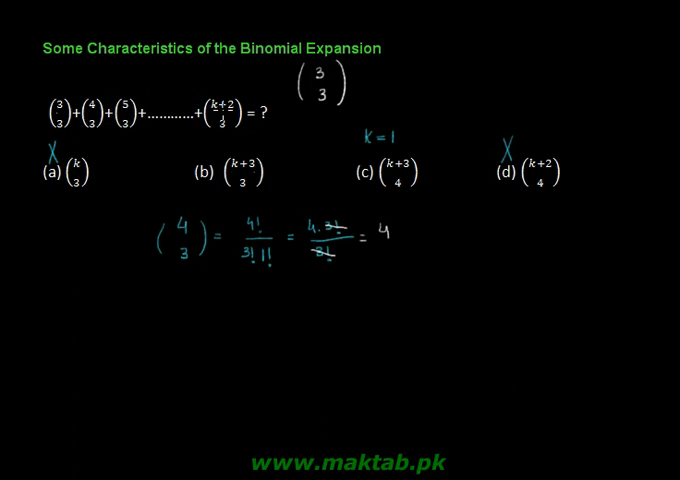 Some Characteristics of the Binomial Expansion
(3 3)
(3 3)+(4 3)+(5 3)+............+(k+2 3) = ?
k = 1
X X
(a) (k 3) (b) (k+3 3) (c) (k+3 4) (d) (k+2 4)
(4 3) = 4!/3! 1! = 4. 3!/3! = 4
www.maktab.pk